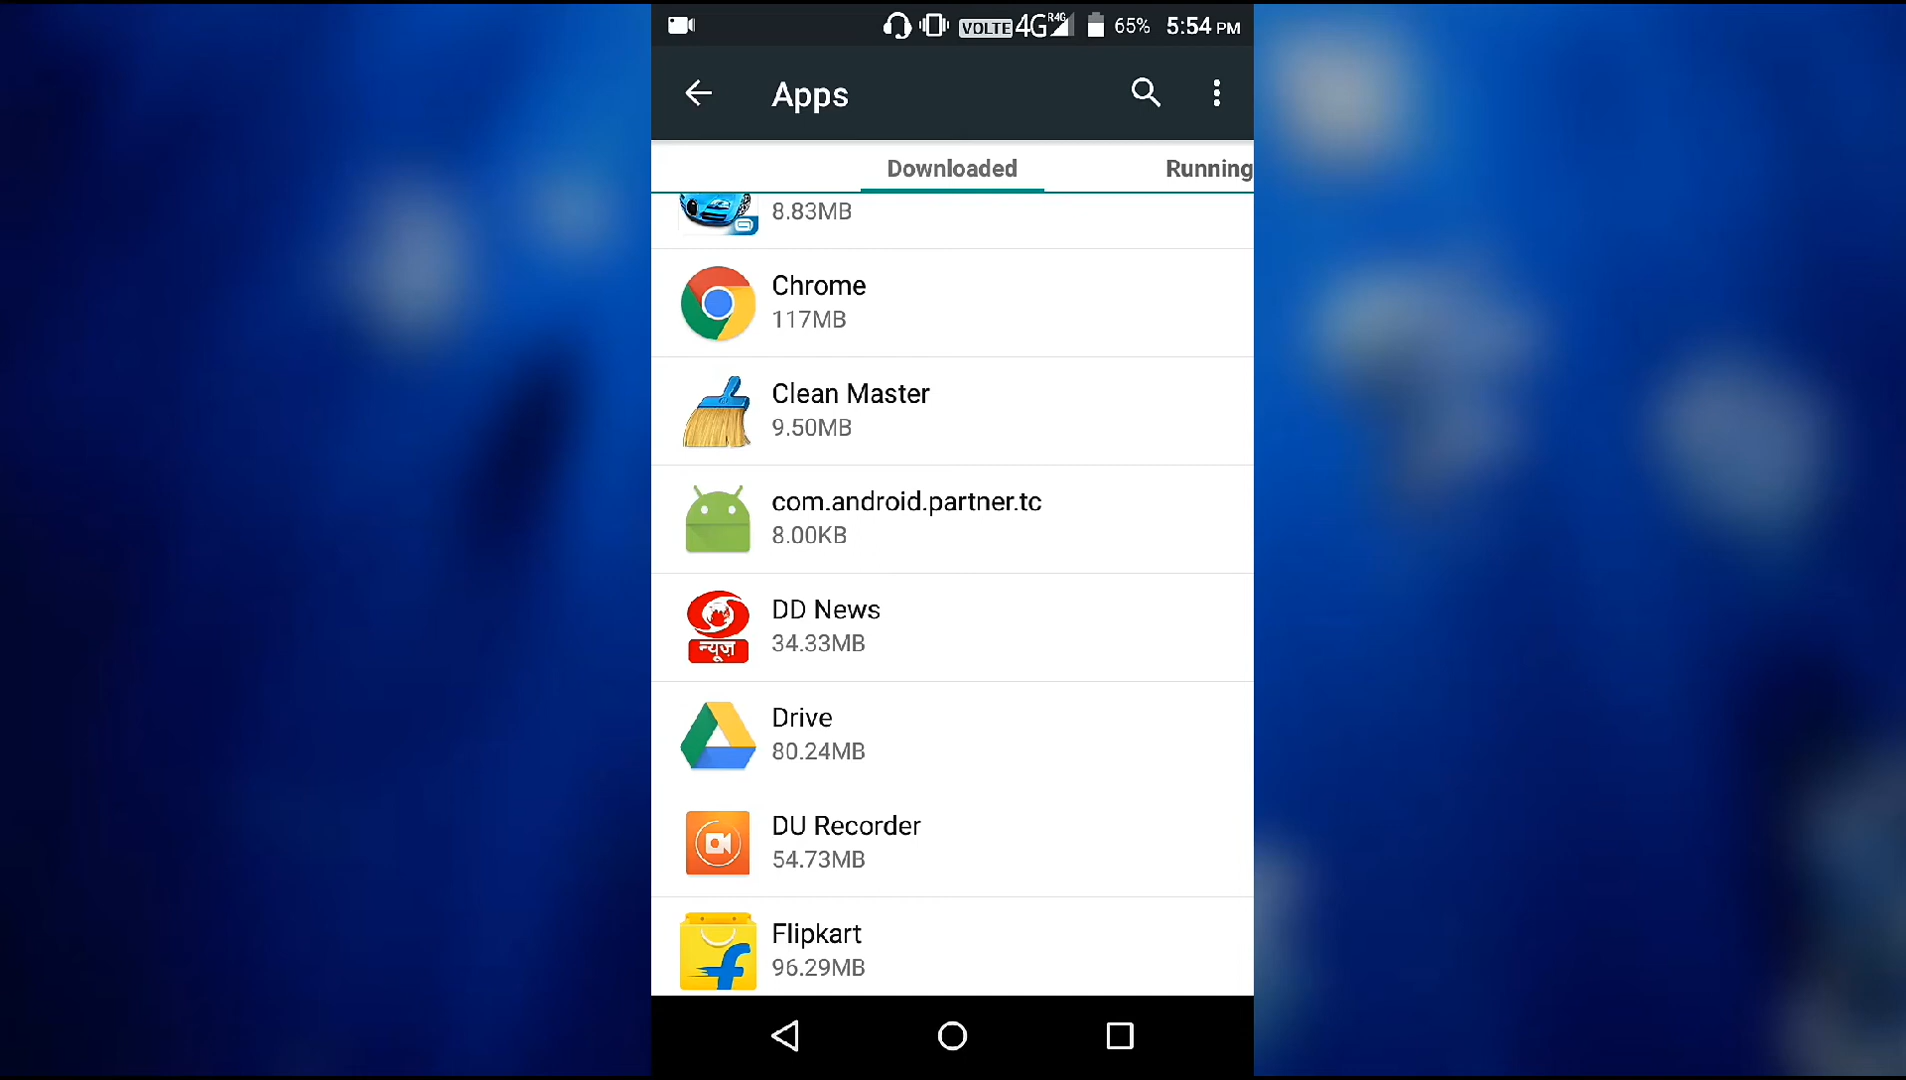 VOLTE 4G R4G 65% 5:54 PM
Apps
Downloaded Running
8.83MB
Chrome
117MB
Clean Master
9.50MB
com.android.partner.tc
8.00KB
DD News
34.33MB
न्यूज़
Drive
80.24MB
DU Recorder
54.73MB
Flipkart
96.29MB